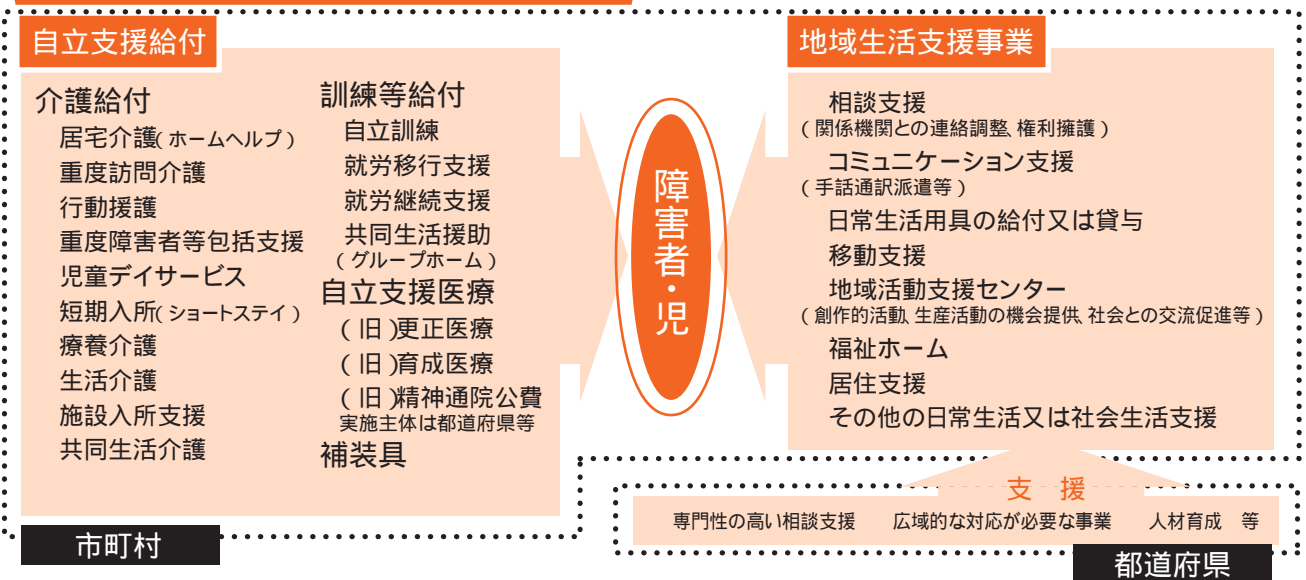 自立支援給付
介護給付
居宅介護(ホームヘルプ)
重度訪問介護
行動援護
重度障害者等包括支援
児童デイサービス
短期入所(ショートステイ)
療養介護
生活介護
施設入所支援
共同生活介護
訓練等給付
自立訓練
就労移行支援
就労継続支援
共同生活援助
(グループホーム)
自立支援医療
(旧)更正医療
(旧)育成医療
(旧)精神通院公費
実施主体は都道府県等
補装具
市町村
障害者・児
地域生活支援事業
相談支援
(関係機関との連絡調整、権利擁護)
コミュニケーション支援
(手話通訳派遣等)
日常生活用具の給付又は貸与
移動支援
地域活動支援センター
(創作的活動、生産活動の機会提供、社会との交流促進等)
福祉ホーム
居住支援
その他の日常生活又は社会生活支援
支 援
専門性の高い相談支援 広域的な対応が必要な事業 人材育成 等
都道府県